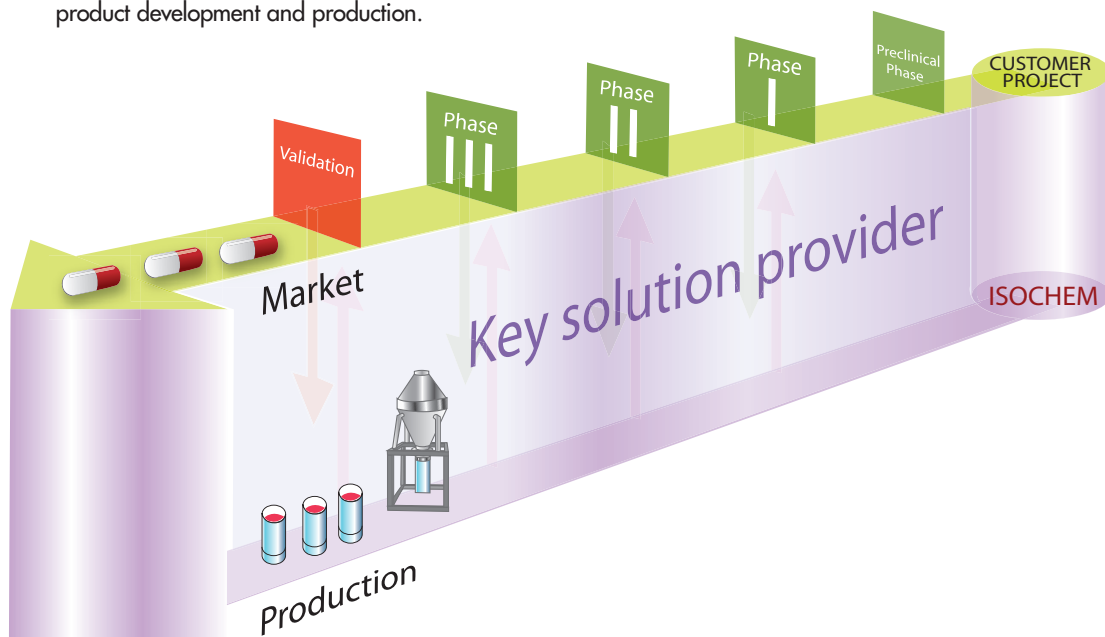 product development and production.
Preclinical
Phase
CUSTOMER
PROJECT
Phase
I
Phase
II
Phase
III
Validation
Market
Key solution provider
ISOCHEM
Production